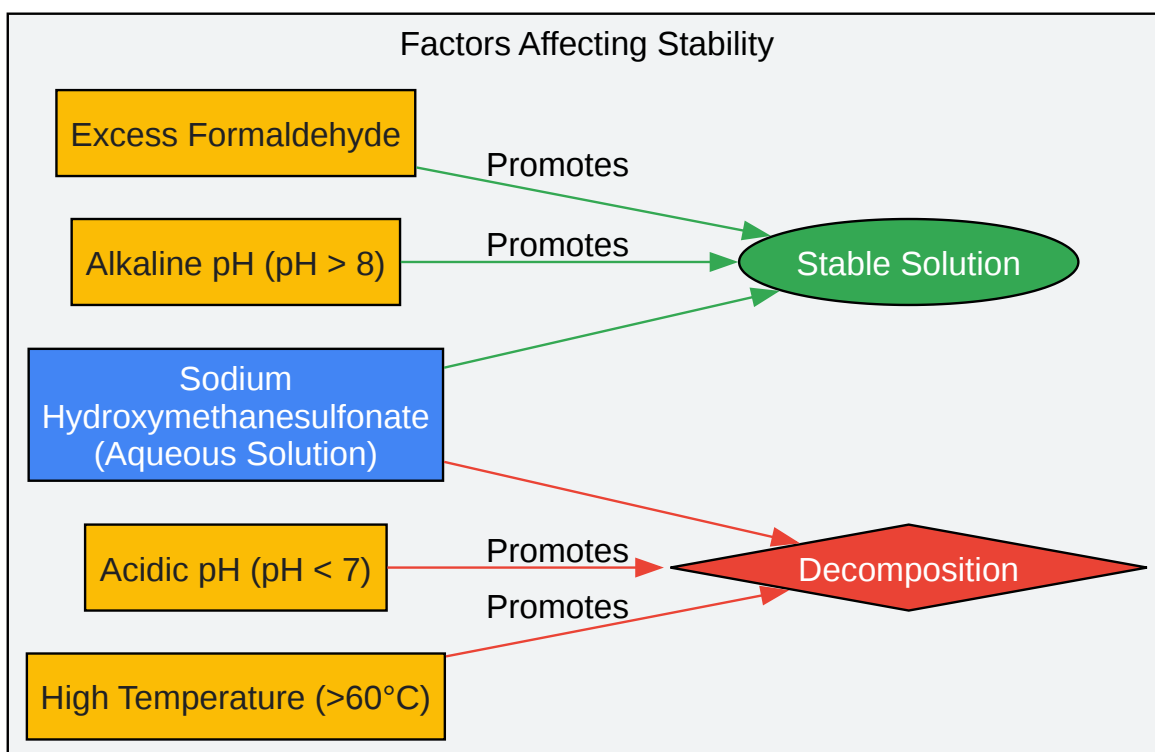 Factors Affecting Stability
Excess Formaldehyde
Promotes
Alkaline pH (pH > 8)
Promotes
Stable Solution
Sodium
Hydroxymethanesulfonate
(Aqueous Solution)
Acidic pH (pH < 7)
Promotes
Decomposition
Promotes
High Temperature (>60°C)